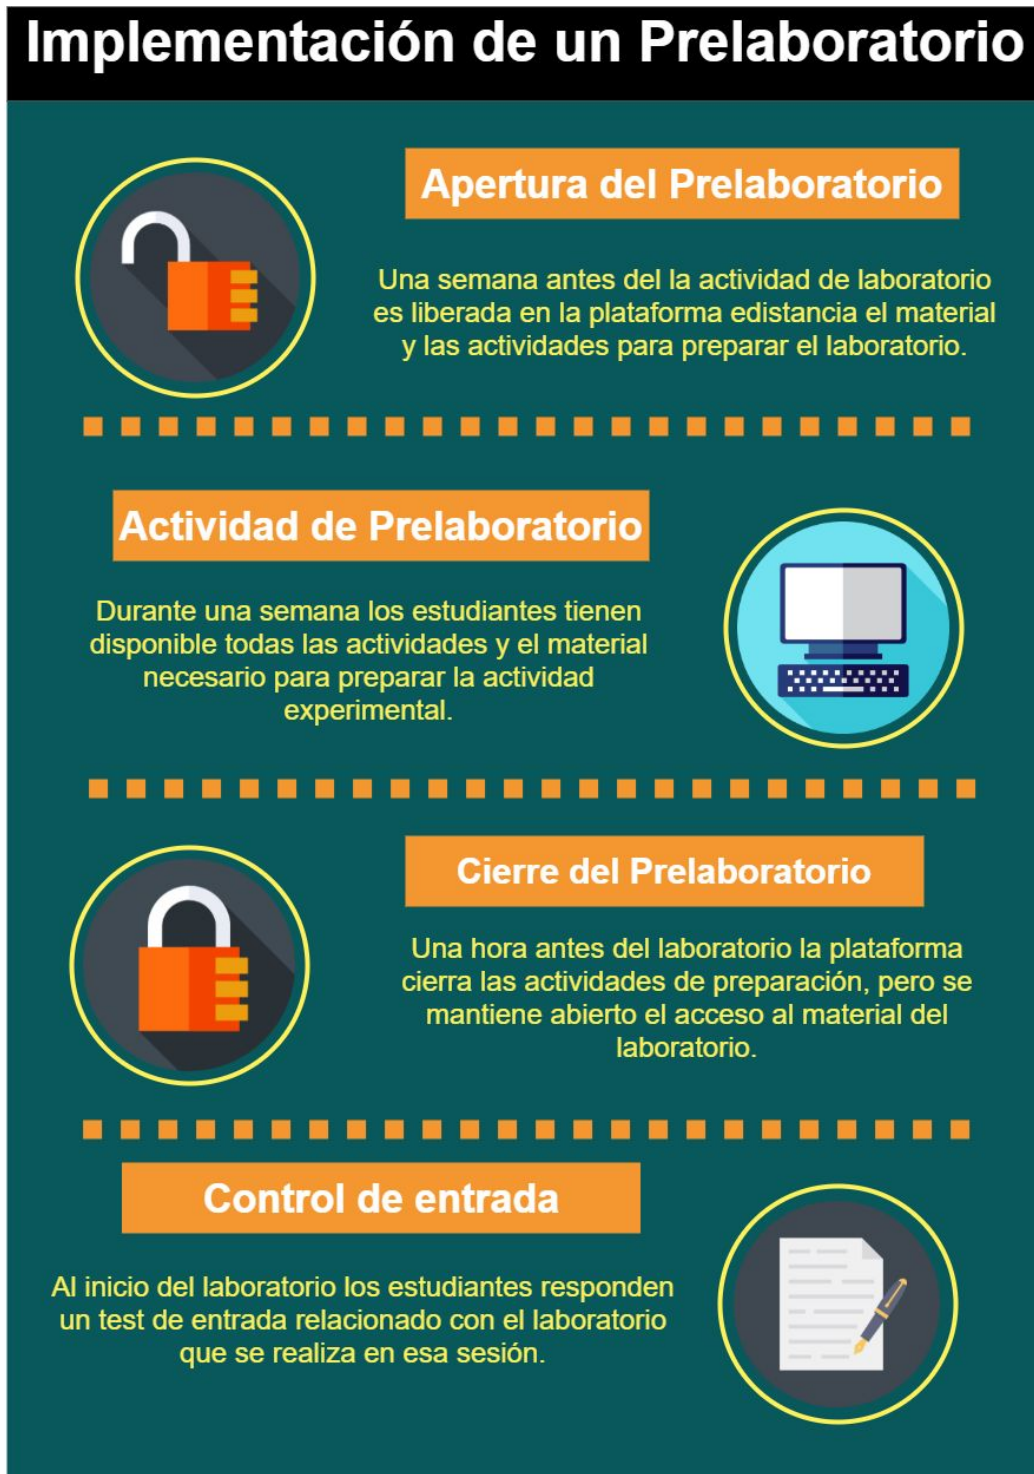 Implementación de un Prelaboratorio
Apertura del Prelaboratorio
Una semana antes del la actividad de laboratorio
es liberada en la plataforma edistancia el material
y las actividades para preparar el laboratorio.
Actividad de Prelaboratorio
Durante una semana los estudiantes tienen
disponible todas las actividades y el material
necesario para preparar la actividad
experimental.
Cierre del Prelaboratorio
Una hora antes del laboratorio la plataforma
cierra las actividades de preparación, pero se
mantiene abierto el acceso al material del
laboratorio.
Control de entrada
Al inicio del laboratorio los estudiantes responden
un test de entrada relacionado con el laboratorio
que se realiza en esa sesión.